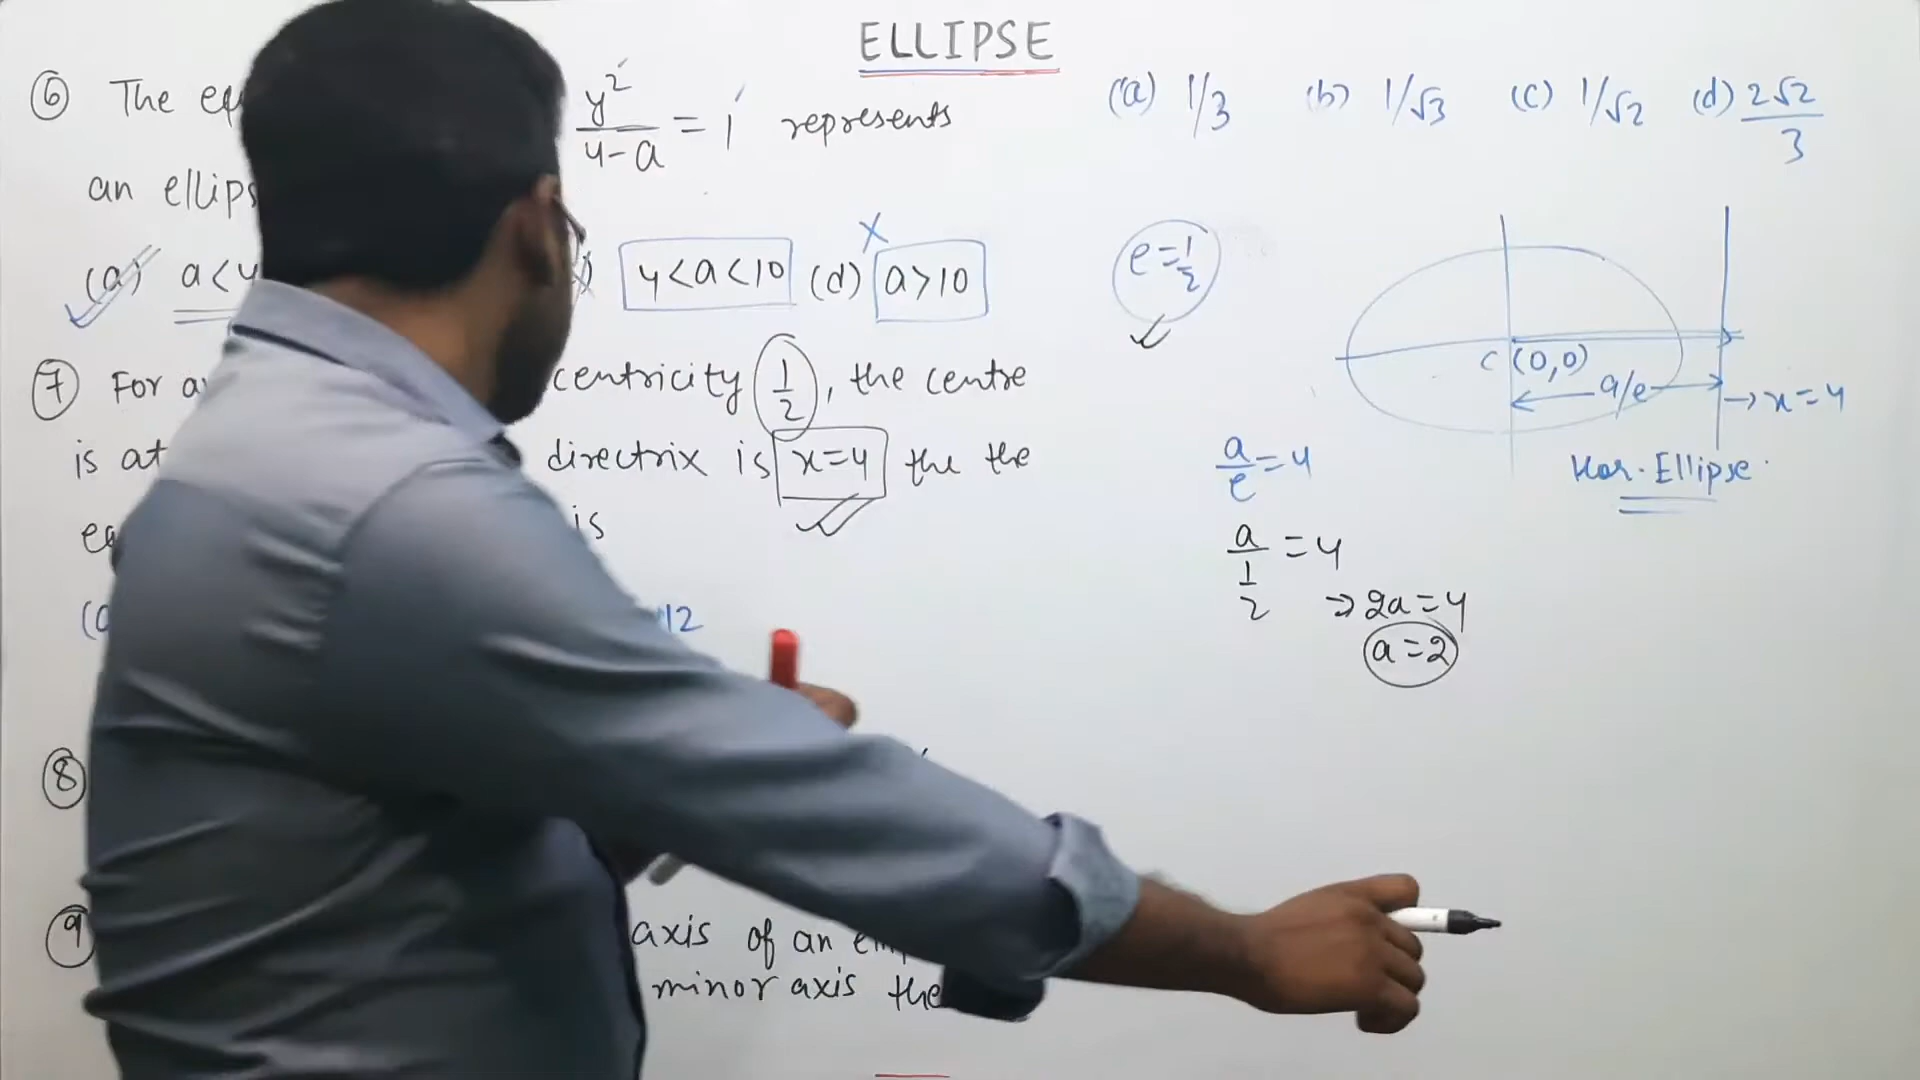 ELLIPSE
⑥ The eq
y²/4-a = 1 represents
an ellips
(a) a<4 4<a<10 (d) a>10
⑦ For a centricity 1/2, the centre
is at directrix is x=4 the the
is
12
⑧
⑨ axis of an
minor axis the
(a) 1/3 (b) 1/√3 (c) 1/√2 (d) 2√2/3
e=1/2
C (0,0)
a/e
→ x=4
Hor. Ellipse
a/e = 4
a/(1/2) = 4
⇒ 2a=4
a=2